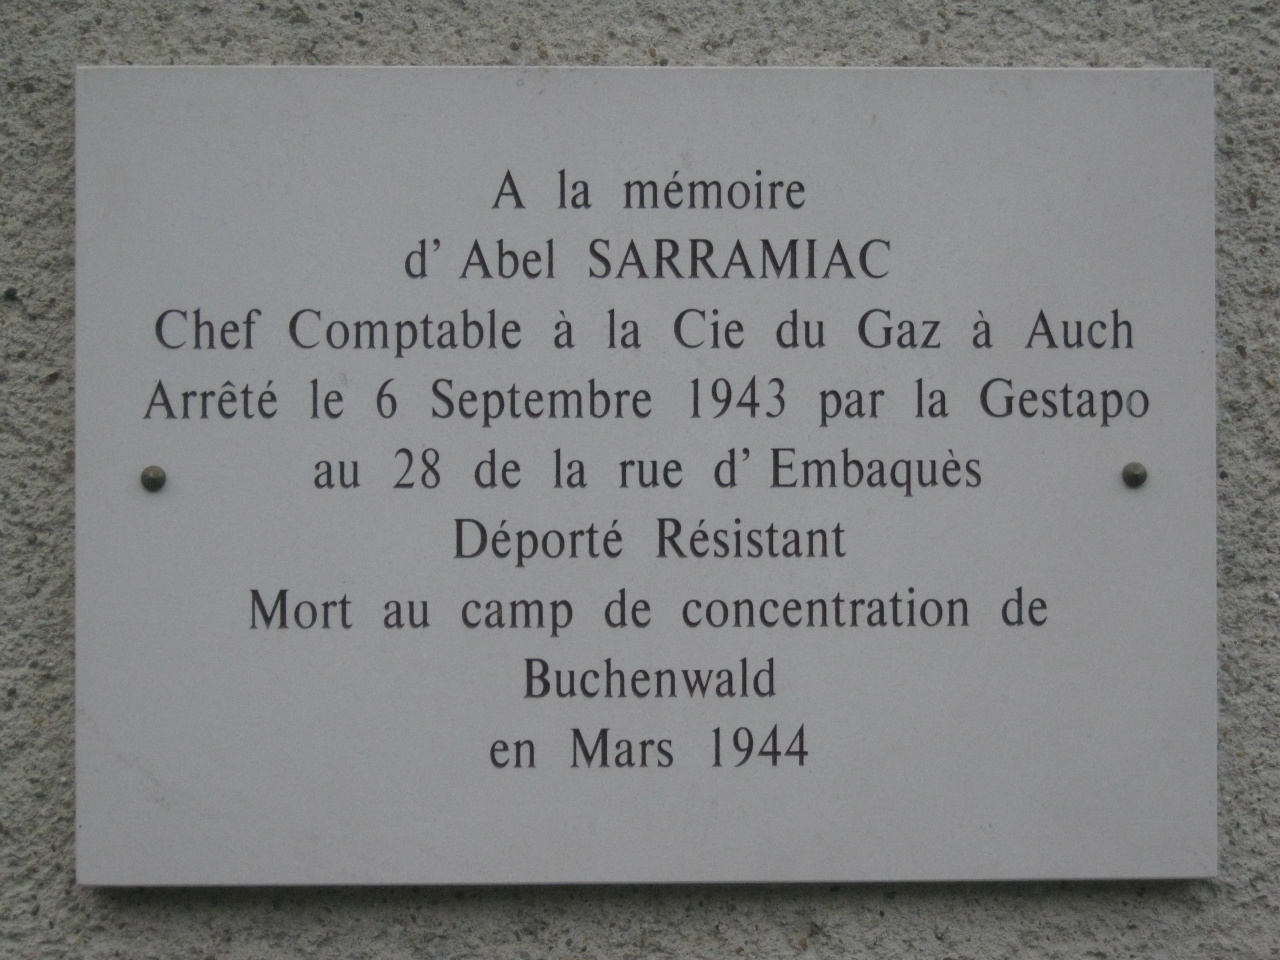 A la mémoire
d' Abel SARRAMIAC
Chef Comptable à la Cie du Gaz à Auch
Arrêté le 6 Septembre 1943 par la Gestapo
au 28 de la rue d' Embaquès
Déporté Résistant
Mort au camp de concentration de
Buchenwald
en Mars 1944